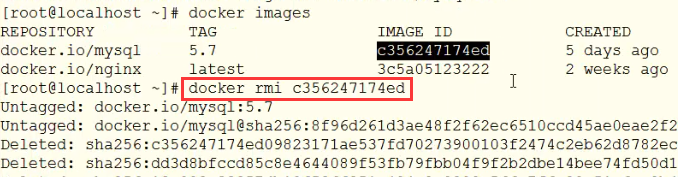 [root@localhost ~]# docker images
REPOSITORY TAG IMAGE ID CREATED
docker.io/mysql 5.7 c356247174ed 5 days ago
docker.io/nginx latest 3c5a05123222 2 weeks ago
[root@localhost ~]# docker rmi c356247174ed
Untagged: docker.io/mysql:5.7
Untagged: docker.io/mysql@sha256:8f96d261d3ae48f2f62ec6510ccd45ae0eae2f2
Deleted: sha256:c356247174ed09823171ae537fd70273900103f2474c2eb62d8782ec
Deleted: sha256:dd3d8bfccd85c8e4644089f53fb79fbb04f9f2b2dbe14bee74fd50d1